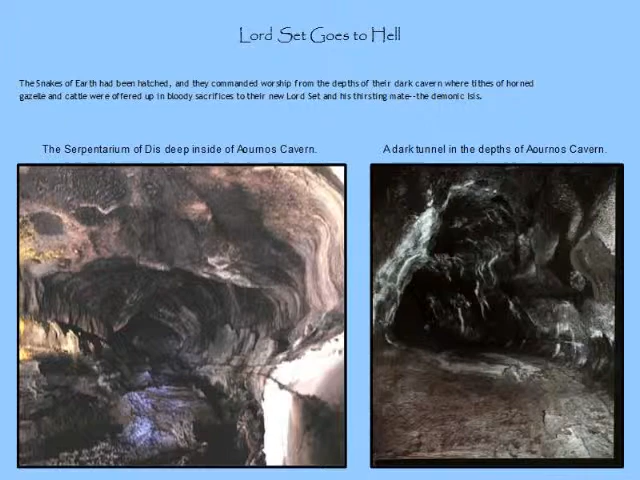 Lord Set Goes to Hell
The Snakes of Earth had been hatched, and they commanded worship from the depths of their dark cavern where tithes of horned
gazelle and cattle were offered up in bloody sacrifices to their new Lord Set and his thirsting mate--the demonic Isis.
The Serpentarium of Dis deep inside of Aournos Cavern.
A dark tunnel in the depths of Aournos Cavern.